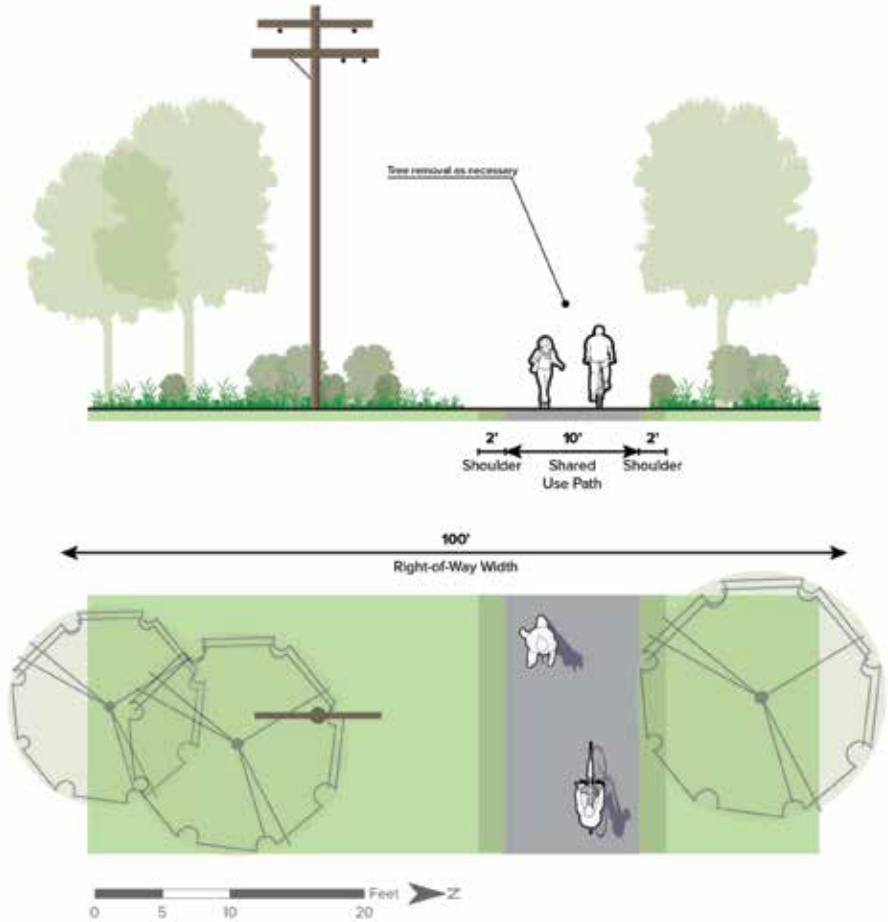 Tree removal as necessary
2' 10' 2'
Shoulder Shared Shoulder
Use Path
100'
Right-of-Way Width
Feet N
0 5 10 20